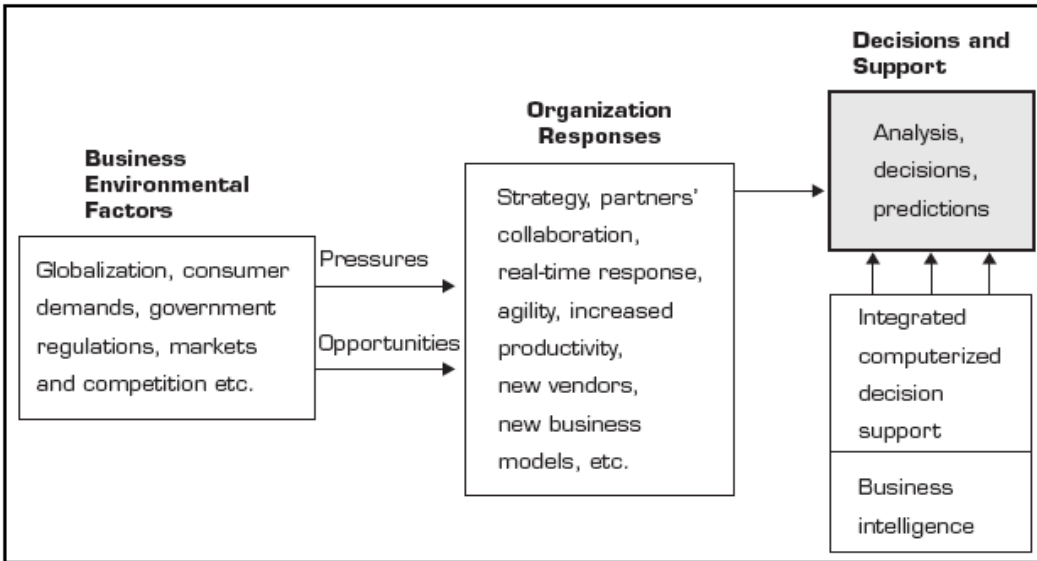 Business
Environmental
Factors
Globalization, consumer
demands, government
regulations, markets
and competition etc.
Pressures
Opportunities
Organization
Responses
Strategy, partners'
collaboration,
real-time response,
agility, increased
productivity,
new vendors,
new business
models, etc.
Decisions and
Support
Analysis,
decisions,
predictions
Integrated
computerized
decision
support
Business
intelligence